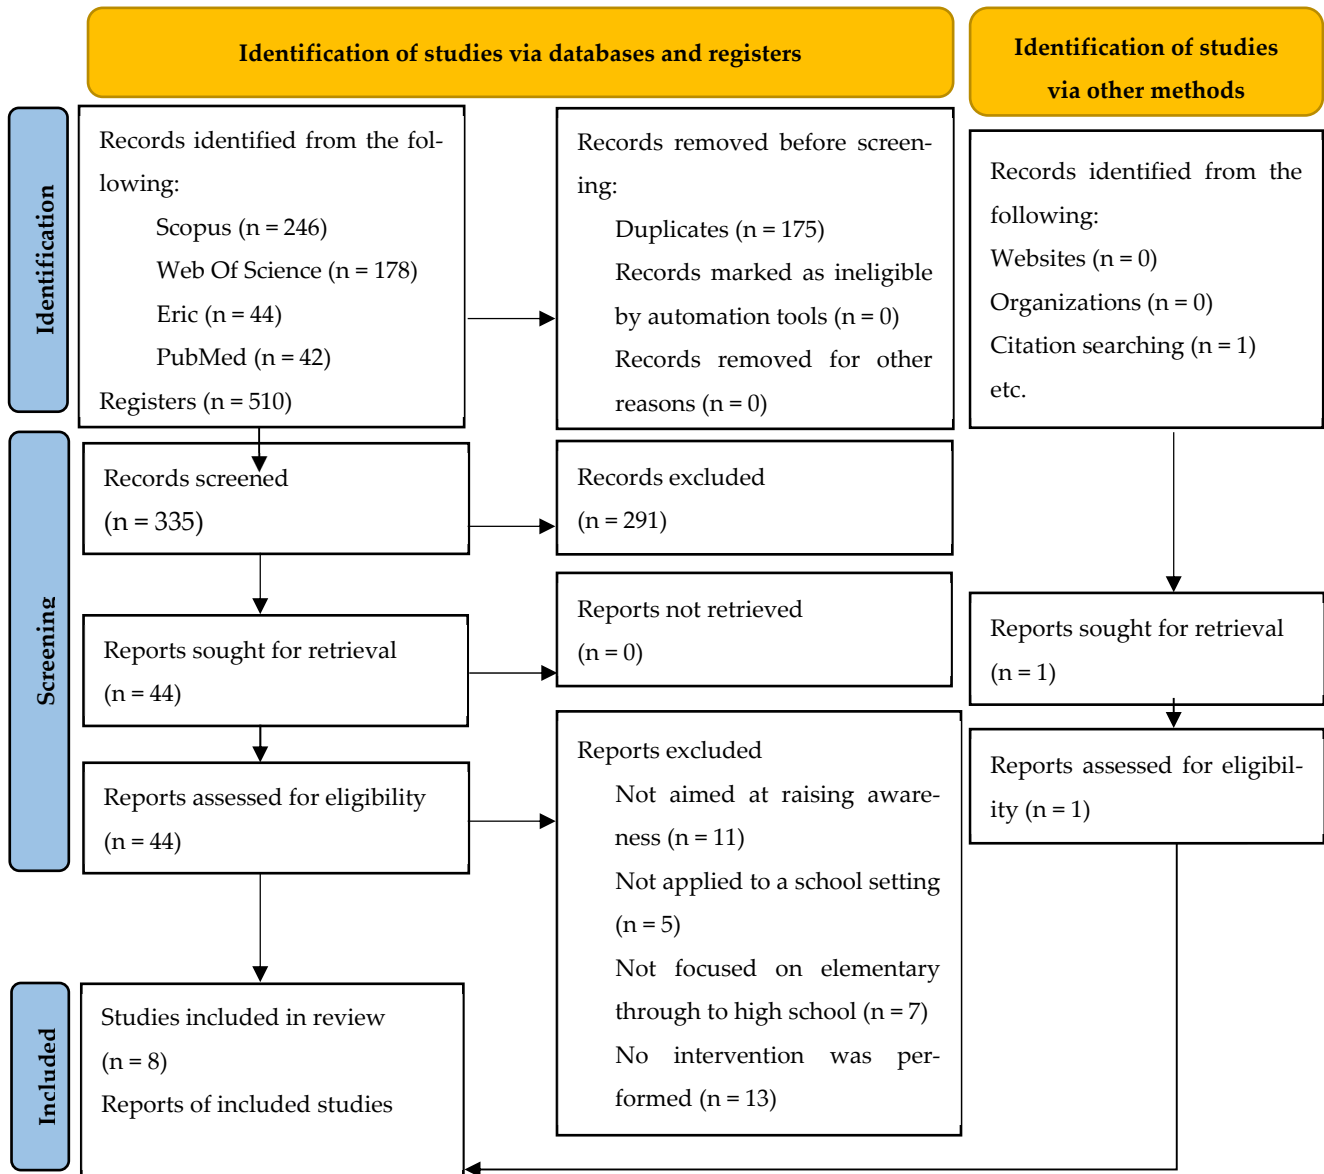 Identification of studies via databases and registers
Identification of studies
via other methods
Identification
Records identified from the fol-
lowing:
Scopus (n = 246)
Web Of Science (n = 178)
Eric (n = 44)
PubMed (n = 42)
Registers (n = 510)
Records removed before screen-
ing:
Duplicates (n = 175)
Records marked as ineligible
by automation tools (n = 0)
Records removed for other
reasons (n = 0)
Records identified from the
following:
Websites (n = 0)
Organizations (n = 0)
Citation searching (n = 1)
etc.
Screening
Records screened
(n = 335)
Records excluded
(n = 291)
Reports sought for retrieval
(n = 44)
Reports not retrieved
(n = 0)
Reports sought for retrieval
(n = 1)
Reports assessed for eligibility
(n = 44)
Reports excluded
Not aimed at raising aware-
ness (n = 11)
Not applied to a school setting
(n = 5)
Not focused on elementary
through to high school (n = 7)
No intervention was per-
formed (n = 13)
Reports assessed for eligibil-
ity (n = 1)
Included
Studies included in review
(n = 8)
Reports of included studies